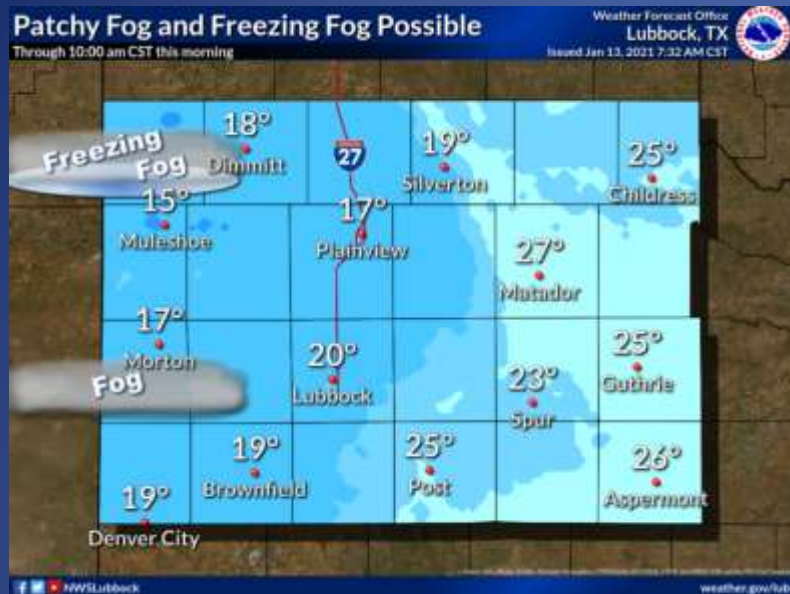 Patchy Fog and Freezing Fog Possible
Through 10:00 am CST this morning
Weather Forecast Office
Lubbock, TX
Issued Jan 13, 2021 7:32 AM CST
Freezing
Fog
18°
Dimmitt
27
19°
Silverton
25°
Childress
15°
Muleshoe
17°
Plainview
27°
Matador
17°
Morton
Fog
20°
Lubbock
23°
Spur
25°
Guthrie
19°
Brownfield
25°
Post
26°
Aspermont
19°
Denver City
NWSLubbock
weather.gov/lub